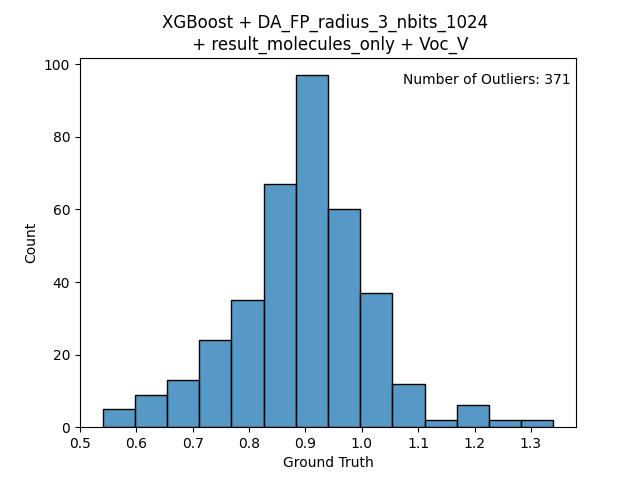 XGBoost + DA_FP_radius_3_nbits_1024
+ result_molecules_only + Voc_V
Number of Outliers: 371
100
80
60
40
20
0
Count
0.5 0.6 0.7 0.8 0.9 1.0 1.1 1.2 1.3
Ground Truth